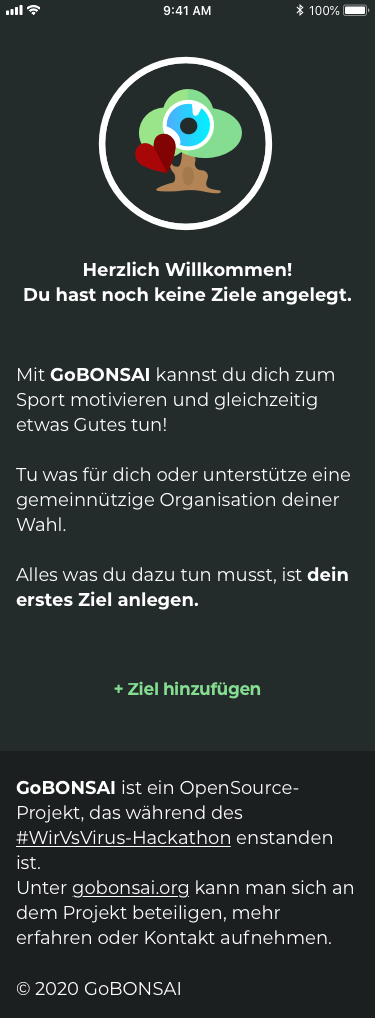 9:41 AM
100%
Herzlich Willkommen!
Du hast noch keine Ziele angelegt.
Mit GoBONSAI kannst du dich zum
Sport motivieren und gleichzeitig
etwas Gutes tun!
Tu was für dich oder unterstütze eine
gemeinnützige Organisation deiner
Wahl.
Alles was du dazu tun musst, ist dein
erstes Ziel anlegen.
+ Ziel hinzufügen
GoBONSAI ist ein OpenSource-
Projekt, das während des
#WirVsVirus-Hackathon enstanden
ist.
Unter gobonsai.org kann man sich an
dem Projekt beteiligen, mehr
erfahren oder Kontakt aufnehmen.
© 2020 GoBONSAI